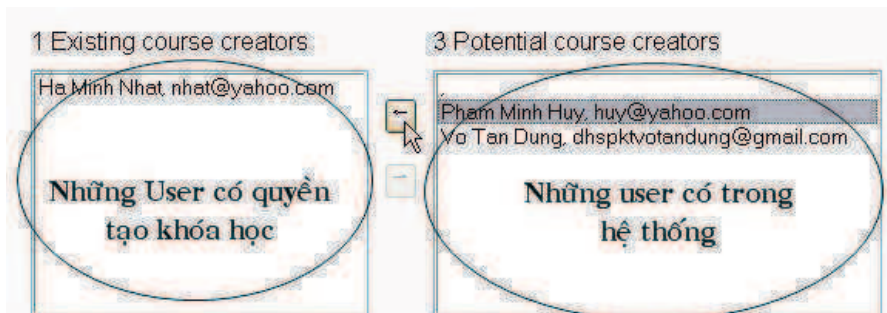 1 Existing course creators
3 Potential course creators
Ha Minh Nhat, nhat@yahoo.com
,
Pham Minh Huy, huy@yahoo.com
Vo Tan Dung, dhspktvotandung@gmail.com
Những User có quyền
tạo khóa học
Những user có trong
hệ thống